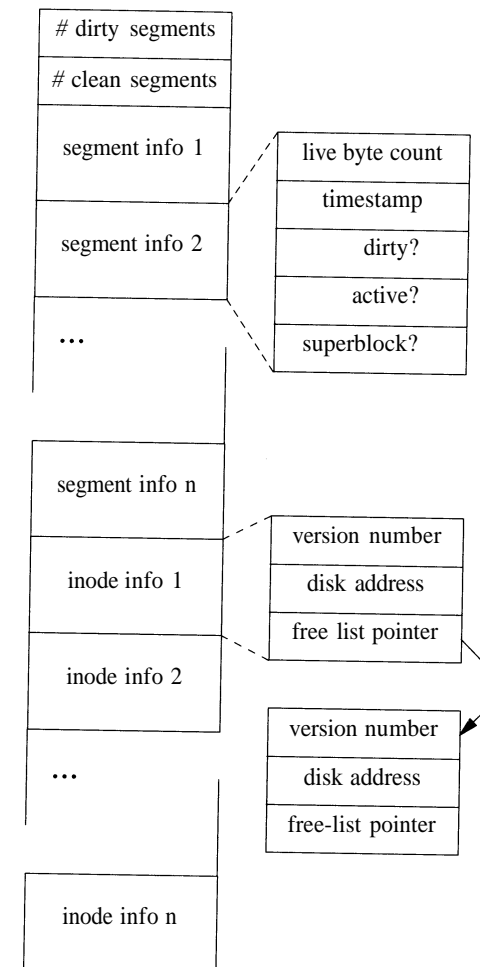 # dirty segments
# clean segments
segment info 1
segment info 2
...
segment info n
inode info 1
inode info 2
...
inode info n
live byte count
timestamp
dirty?
active?
superblock?
version number
disk address
free list pointer
version number
disk address
free-list pointer